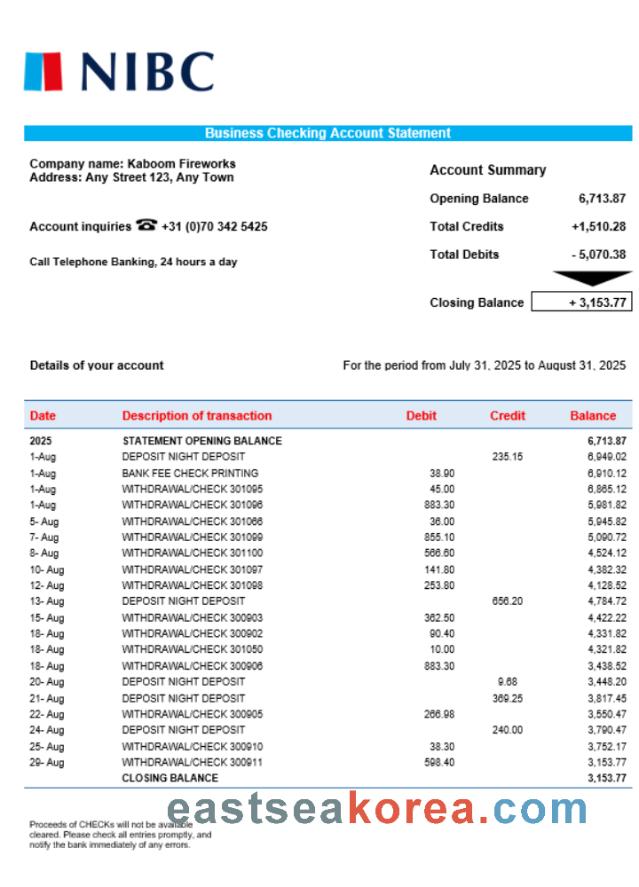 NIBC
Business Checking Account Statement
Company name: Kaboom Fireworks
Address: Any Street 123, Any Town
Account inquiries ☎ +31 (0)70 342 5425
Call Telephone Banking, 24 hours a day
Account Summary
Opening Balance 6,713.87
Total Credits +1,510.28
Total Debits - 5,070.38
Closing Balance + 3,153.77
Details of your account For the period from July 31, 2025 to August 31, 2025
Date Description of transaction Debit Credit Balance
2025 STATEMENT OPENING BALANCE 6,713.87
1-Aug DEPOSIT NIGHT DEPOSIT 235.15 6,949.02
1-Aug BANK FEE CHECK PRINTING 38.90 6,910.12
1-Aug WITHDRAWAL/CHECK 301095 45.00 6,865.12
1-Aug WITHDRAWAL/CHECK 301096 883.30 5,981.82
5- Aug WITHDRAWAL/CHECK 301066 36.00 5,945.82
7- Aug WITHDRAWAL/CHECK 301099 855.10 5,090.72
8- Aug WITHDRAWAL/CHECK 301100 566.60 4,524.12
10- Aug WITHDRAWAL/CHECK 301097 141.80 4,382.32
12- Aug WITHDRAWAL/CHECK 301098 253.80 4,128.52
13- Aug DEPOSIT NIGHT DEPOSIT 656.20 4,784.72
15- Aug WITHDRAWAL/CHECK 300903 362.50 4,422.22
18- Aug WITHDRAWAL/CHECK 300902 90.40 4,331.82
18- Aug WITHDRAWAL/CHECK 301050 10.00 4,321.82
18- Aug WITHDRAWAL/CHECK 300906 883.30 3,438.52
20- Aug DEPOSIT NIGHT DEPOSIT 9.68 3,448.20
21- Aug DEPOSIT NIGHT DEPOSIT 369.25 3,817.45
22- Aug WITHDRAWAL/CHECK 300905 266.98 3,550.47
24- Aug DEPOSIT NIGHT DEPOSIT 240.00 3,790.47
25- Aug WITHDRAWAL/CHECK 300910 38.30 3,752.17
29- Aug WITHDRAWAL/CHECK 300911 598.40 3,153.77
CLOSING BALANCE 3,153.77
eastseakorea.com
Proceeds of CHECKs will not be available
cleared. Please check all entries promptly, and
notify the bank immediately of any errors.